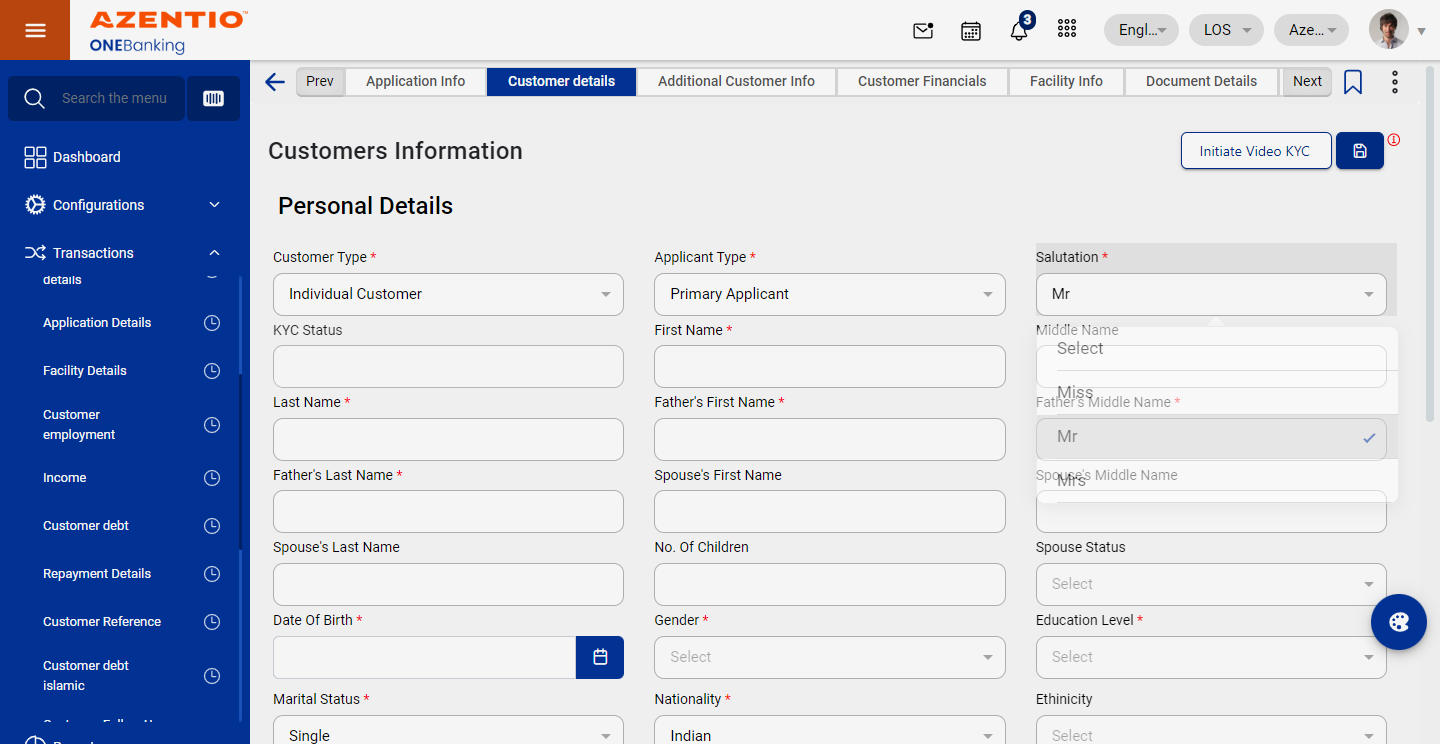 AZENTIO™
ONEBanking
3
Engl...
LOS
Aze...
Search the menu
Dashboard
Configurations
Transactions
details
Application Details
Facility Details
Customer
employment
Income
Customer debt
Repayment Details
Customer Reference
Customer debt
islamic
Prev
Application Info
Customer details
Additional Customer Info
Customer Financials
Facility Info
Document Details
Next
Customers Information
Initiate Video KYC
Personal Details
Customer Type *
Applicant Type *
Salutation *
Individual Customer
Primary Applicant
Mr
KYC Status
First Name *
Middle Name
Select
Miss
Last Name *
Father's First Name *
Father's Middle Name *
Mr
Father's Last Name *
Spouse's First Name
Spouse's Middle Name
Mrs
Spouse's Last Name
No. Of Children
Spouse Status
Select
Date Of Birth *
Gender *
Education Level *
Select
Select
Marital Status *
Nationality *
Ethinicity
Single
Indian
Select